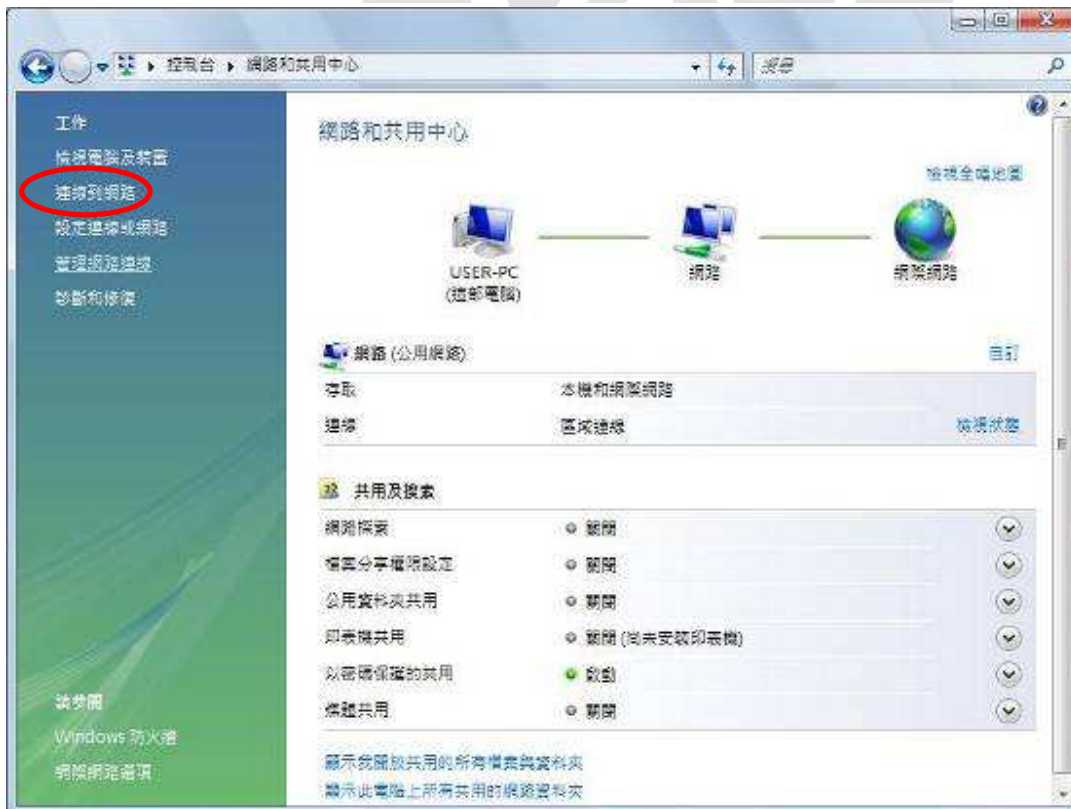 控制台 ▸ 網路和共用中心
搜尋
工作
檢視電腦及裝置
連線到網路
設定連線或網路
管理網路連線
診斷和修復
請參閱
Windows 防火牆
網際網路選項
網路和共用中心
檢視全幅地圖
USER-PC
(這部電腦)
網路
網際網路
網路 (公用網路)
自訂
存取
本機和網際網路
連線
區域連線
檢視狀態
共用及搜索
網路探索
關閉
檔案分享權限設定
關閉
公用資料夾共用
關閉
印表機共用
關閉 (尚未安裝印表機)
以密碼保護的共用
啟動
媒體共用
關閉
顯示我開放共用的所有檔案與資料夾
顯示此電腦上所有共用的網路資料夾